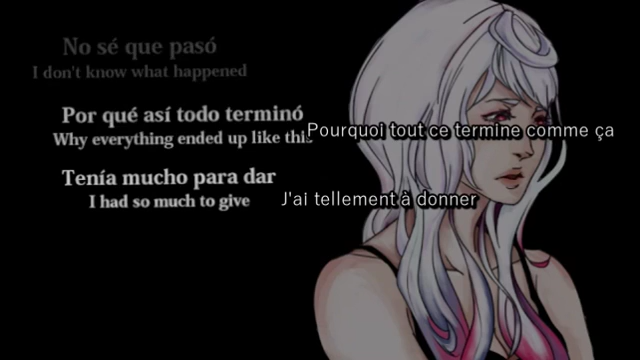 No sé que pasó
I don't know what happened
Por qué así todo terminó
Why everything ended up like this
Pourquoi tout ce termine comme ça
Tenía mucho para dar
I had so much to give
J'ai tellement à donner